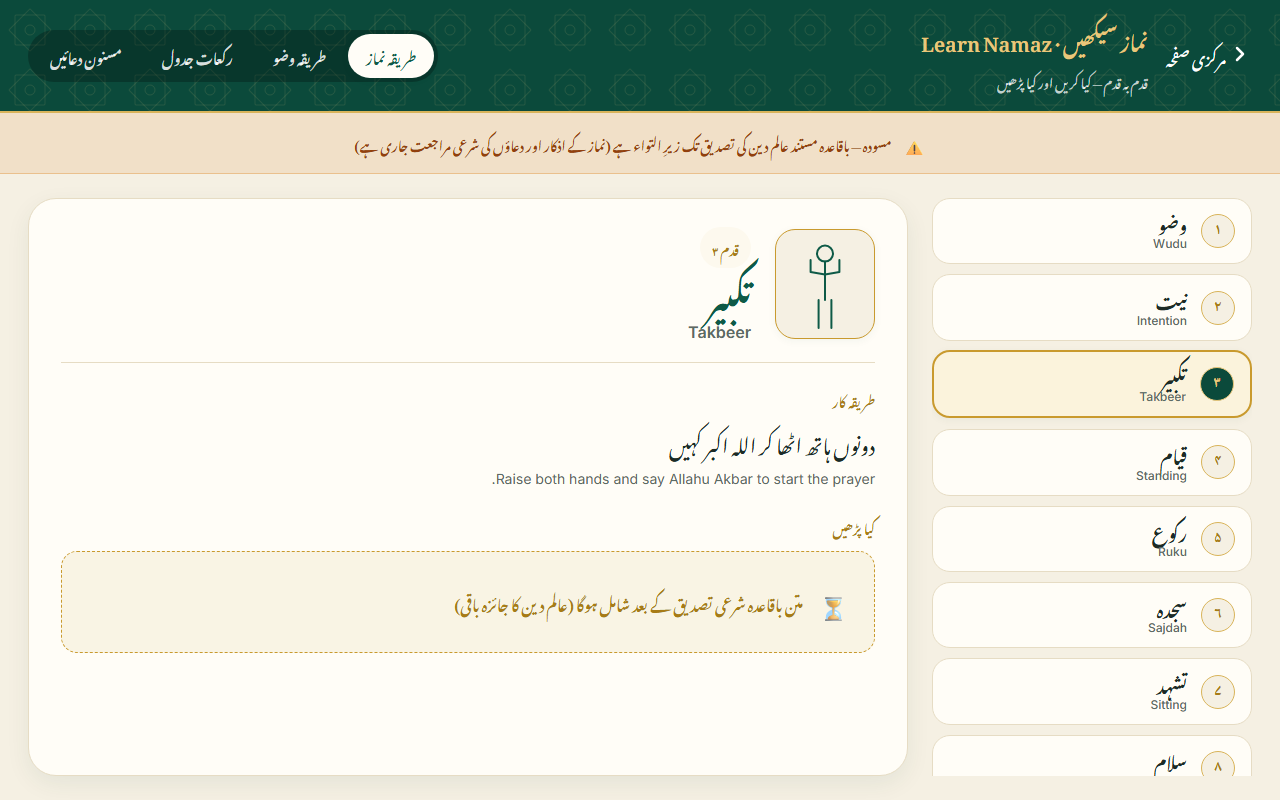 مرکزی صفحہ
نماز سیکھیں · Learn Namaz
قدم بہ قدم — کیا کریں اور کیا پڑھیں
طریقہ نماز
طریقہ وضو
رکعات جدول
مسنون دعائیں
مسودہ — باقاعدہ مستند عالم دین کی تصدیق تک زیرِ التواء ہے (نماز کے اذکار اور دعاؤں کی شرعی مراجعت جاری ہے)
۱
وضو
Wudu
۲
نیت
Intention
۳
تکبیر
Takbeer
۴
قیام
Standing
۵
رکوع
Ruku
۶
سجدہ
Sajdah
۷
تشہد
Sitting
۸
سلام
قدم ۳
تکبیر
Takbeer
طریقہ کار
دونوں ہاتھ اٹھا کر اللہ اکبر کہیں
Raise both hands and say Allahu Akbar to start the prayer.
کیا پڑھیں
متن باقاعدہ شرعی تصدیق کے بعد شامل ہوگا (عالم دین کا جائزہ باقی)